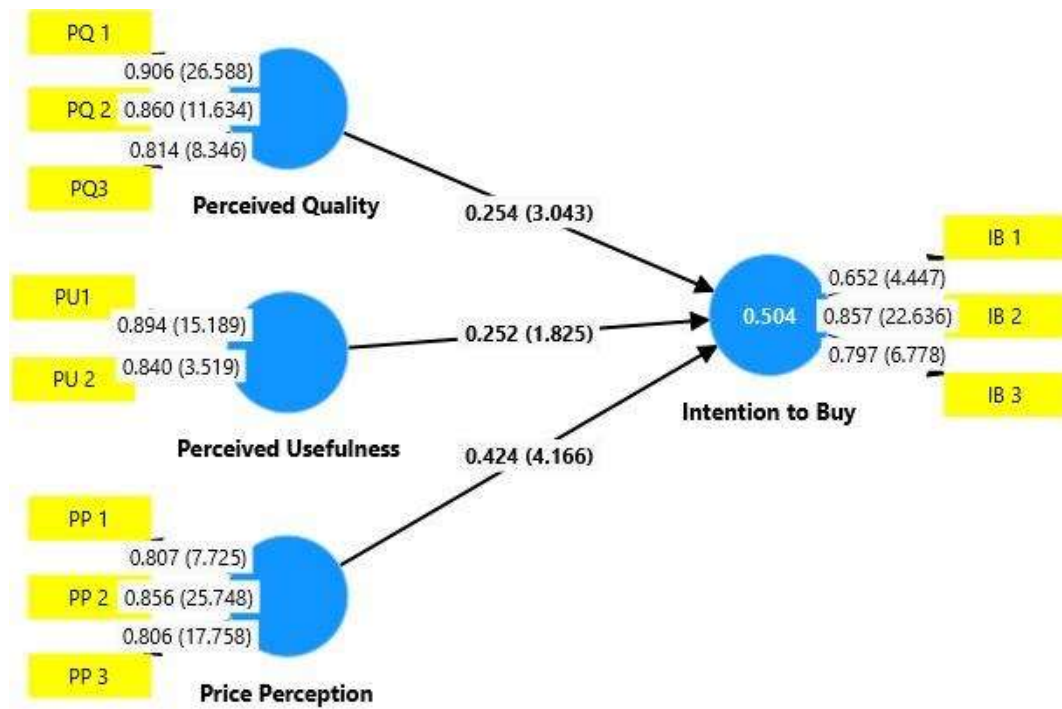 PQ 1
0.906 (26.588)
PQ 2
0.860 (11.634)
0.814 (8.346)
PQ3
Perceived Quality
0.254 (3.043)
PU1
0.894 (15.189)
0.840 (3.519)
PU 2
Perceived Usefulness
0.252 (1.825)
PP 1
0.807 (7.725)
PP 2
0.856 (25.748)
0.806 (17.758)
PP 3
Price Perception
0.424 (4.166)
0.504
Intention to Buy
IB 1
0.652 (4.447)
0.857 (22.636)
IB 2
0.797 (6.778)
IB 3